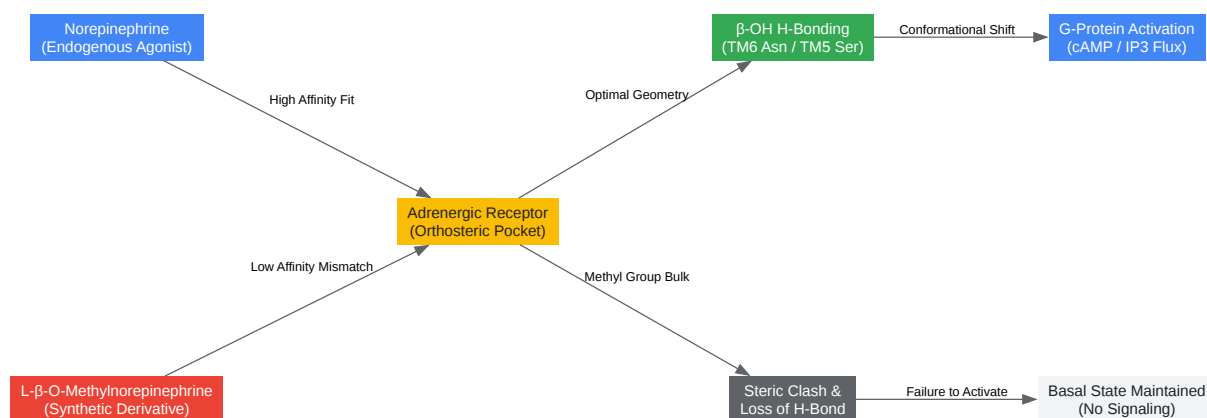 Norepinephrine
(Endogenous Agonist)
β-OH H-Bonding
(TM6 Asn / TM5 Ser)
Conformational Shift
G-Protein Activation
(cAMP / IP3 Flux)
High Affinity Fit
Optimal Geometry
Adrenergic Receptor
(Orthosteric Pocket)
Low Affinity Mismatch
Methyl Group Bulk
L-β-O-Methylnorepinephrine
(Synthetic Derivative)
Steric Clash &
Loss of H-Bond
Failure to Activate
Basal State Maintained
(No Signaling)